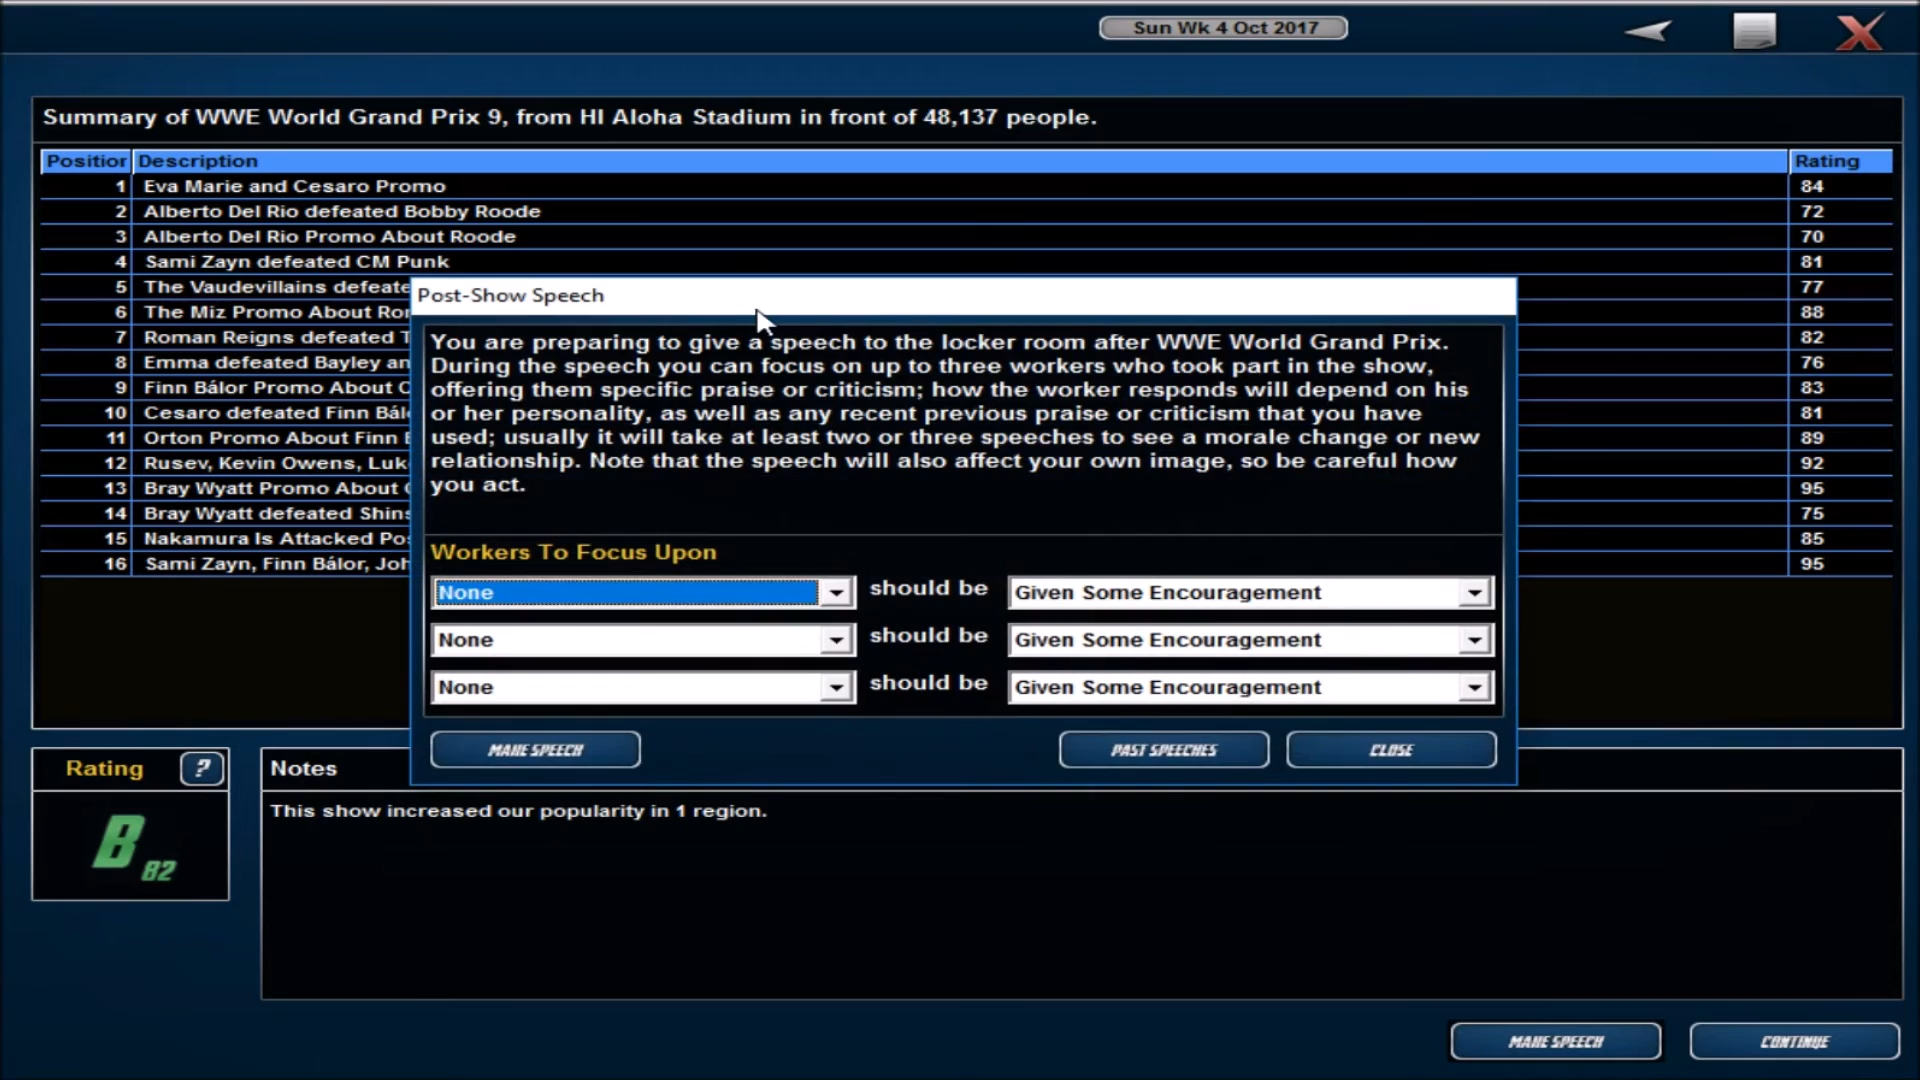 Sun Wk 4 Oct 2017
Summary of WWE World Grand Prix 9, from HI Aloha Stadium in front of 48,137 people.
Position Description Rating
1 Eva Marie and Cesaro Promo 84
2 Alberto Del Rio defeated Bobby Roode 72
3 Alberto Del Rio Promo About Roode 70
4 Sami Zayn defeated CM Punk 81
5 The Vaudevillains defeate 77
6 The Miz Promo About 88
7 Roman Reigns defeated T 82
8 Emma defeated Bayley an 76
9 Finn Bálor Promo About 83
10 Cesaro defeated Finn Bál 81
11 Orton Promo About Finn 89
12 Rusev, Kevin Owens, Luk 92
13 Bray Wyatt Promo About 95
14 Bray Wyatt defeated Shins 75
15 Nakamura Is Attacked Pos 85
16 Sami Zayn, Finn Bálor, Joh 95
Post-Show Speech
You are preparing to give a speech to the locker room after WWE World Grand Prix.
During the speech you can focus on up to three workers who took part in the show,
offering them specific praise or criticism; how the worker responds will depend on his
or her personality, as well as any recent previous praise or criticism that you have
used; usually it will take at least two or three speeches to see a morale change or new
relationship. Note that the speech will also affect your own image, so be careful how
you act.
Workers To Focus Upon
None should be Given Some Encouragement
None should be Given Some Encouragement
None should be Given Some Encouragement
MAKE SPEECH PAST SPEECHES CLOSE
Rating ?
B 82
Notes
This show increased our popularity in 1 region.
MAKE SPEECH CONTINUE